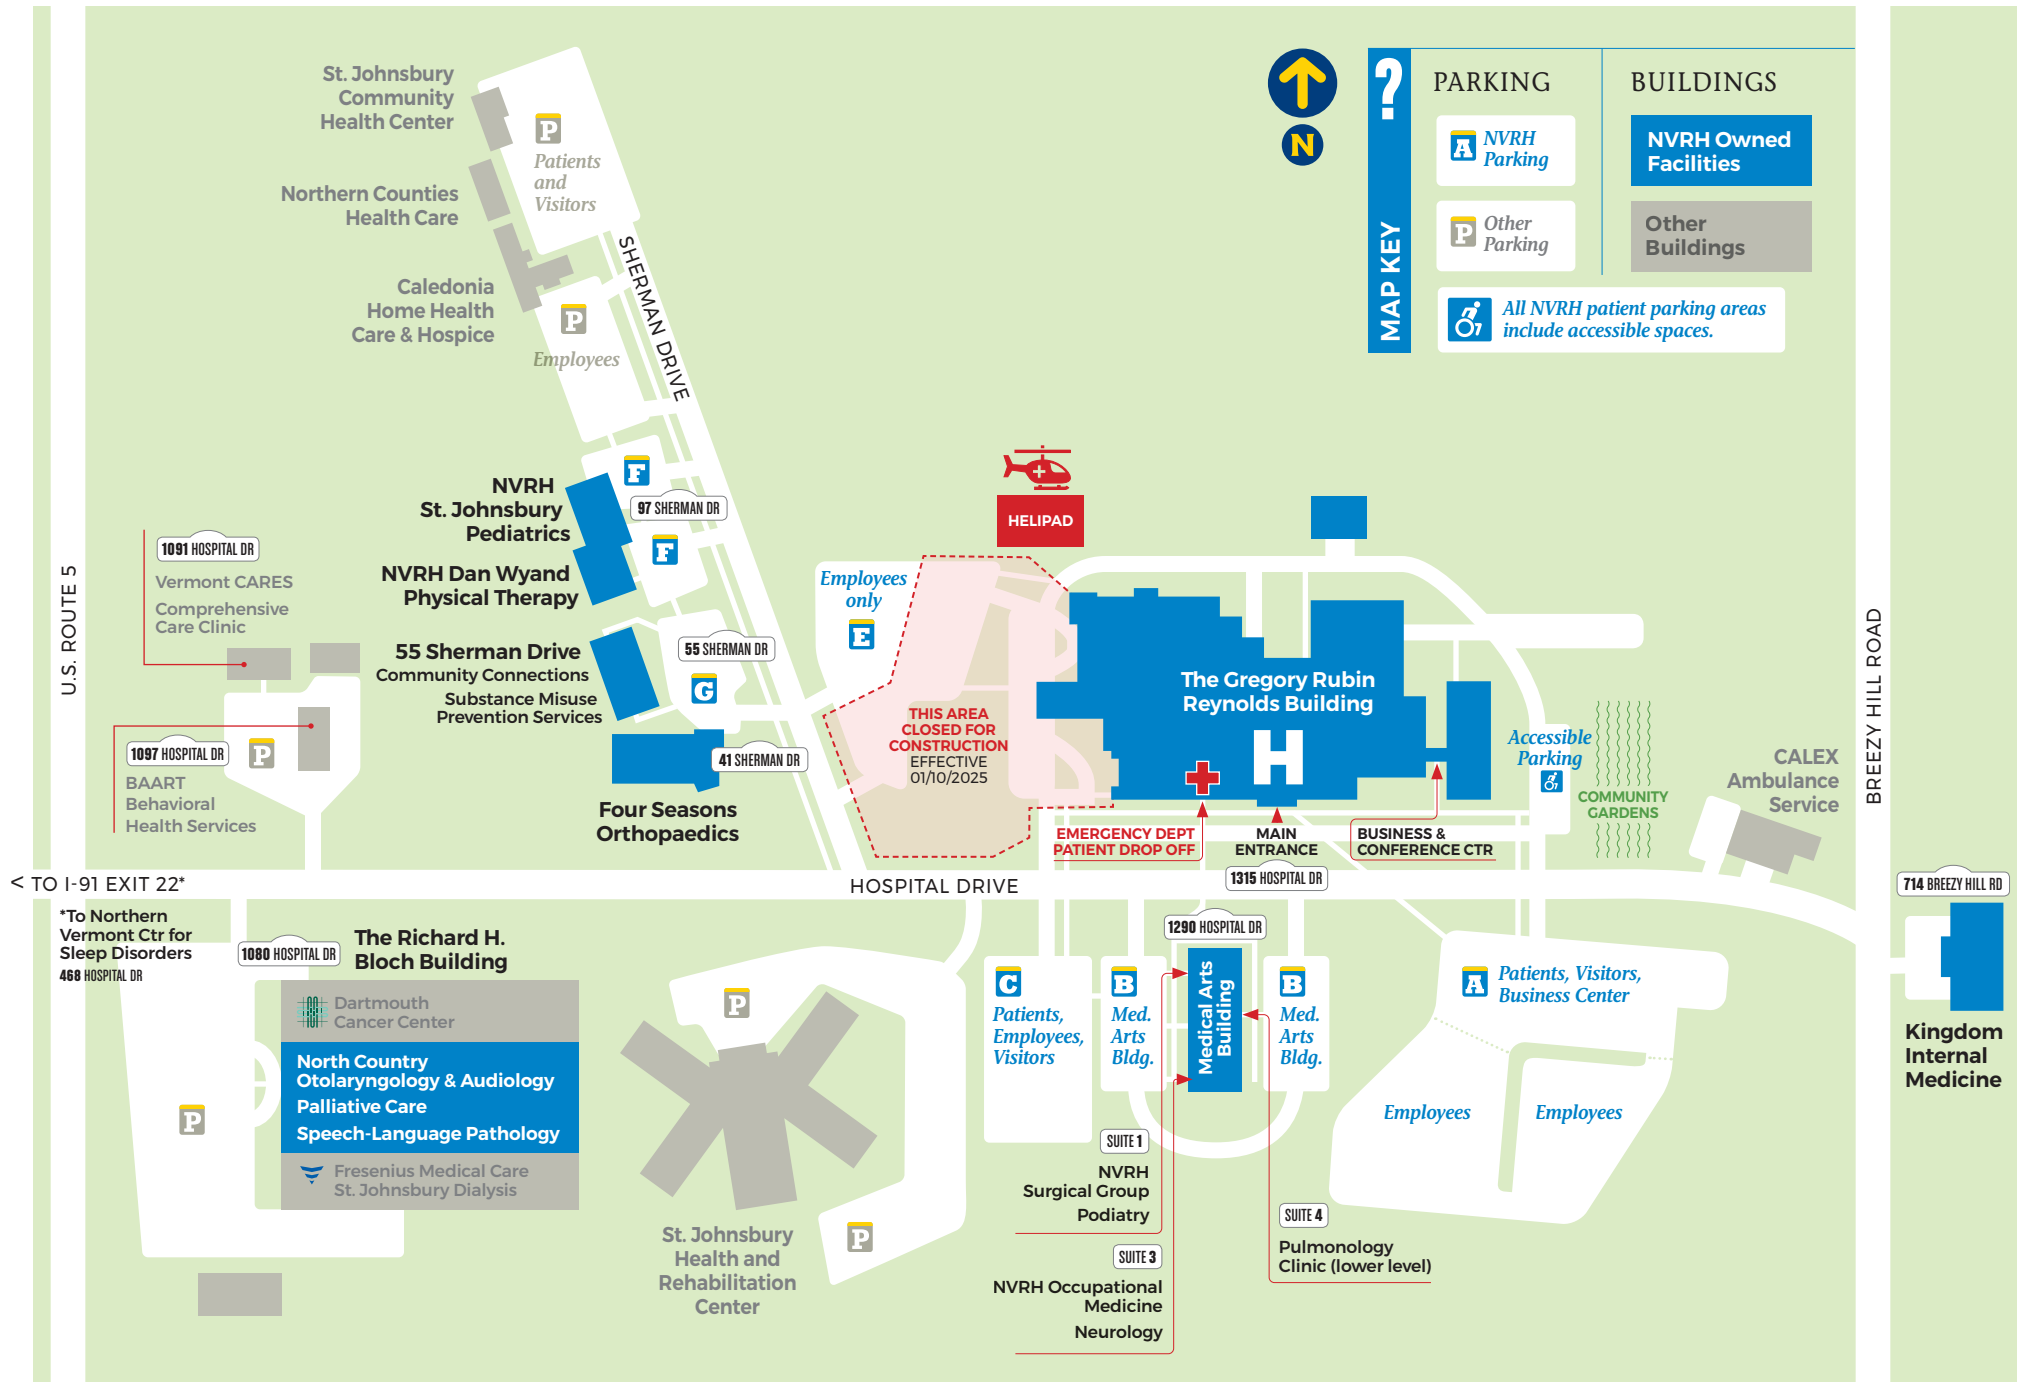 St. Johnsbury
Community
Health Center
P
Patients
and
Visitors
Northern Counties
Health Care
Caledonia
Home Health
Care & Hospice
P
Employees
SHERMAN DRIVE
N
?
MAP KEY
PARKING
A
NVRH
Parking
P
Other
Parking
BUILDINGS
NVRH Owned
Facilities
Other
Buildings
All NVRH patient parking areas
include accessible spaces.
F
NVRH
St. Johnsbury
Pediatrics
97 SHERMAN DR
F
NVRH Dan Wyand
Physical Therapy
55 Sherman Drive
Community Connections
Substance Misuse
Prevention Services
55 SHERMAN DR
G
41 SHERMAN DR
Four Seasons
Orthopaedics
U.S. ROUTE 5
1091 HOSPITAL DR
Vermont CARES
Comprehensive
Care Clinic
1097 HOSPITAL DR
P
BAART
Behavioral
Health Services
HELIPAD
Employees
only
E
THIS AREA
CLOSED FOR
CONSTRUCTION
EFFECTIVE
01/10/2025
The Gregory Rubin
Reynolds Building
H
EMERGENCY DEPT
PATIENT DROP OFF
MAIN
ENTRANCE
BUSINESS &
CONFERENCE CTR
Accessible
Parking
COMMUNITY
GARDENS
CALEX
Ambulance
Service
BREEZY HILL ROAD
< TO I-91 EXIT 22*
HOSPITAL DRIVE
1315 HOSPITAL DR
714 BREEZY HILL RD
Kingdom
Internal
Medicine
*To Northern
Vermont Ctr for
Sleep Disorders
468 HOSPITAL DR
1080 HOSPITAL DR
The Richard H.
Bloch Building
Dartmouth
Cancer Center
North Country
Otolaryngology & Audiology
Palliative Care
Speech-Language Pathology
Fresenius Medical Care
St. Johnsbury Dialysis
P
P
St. Johnsbury
Health and
Rehabilitation
Center
P
C
Patients,
Employees,
Visitors
B
Med.
Arts
Bldg.
1290 HOSPITAL DR
Medical Arts
Building
B
Med.
Arts
Bldg.
A
Patients, Visitors,
Business Center
Employees
Employees
SUITE 1
NVRH
Surgical Group
Podiatry
SUITE 3
NVRH Occupational
Medicine
Neurology
SUITE 4
Pulmonology
Clinic (lower level)